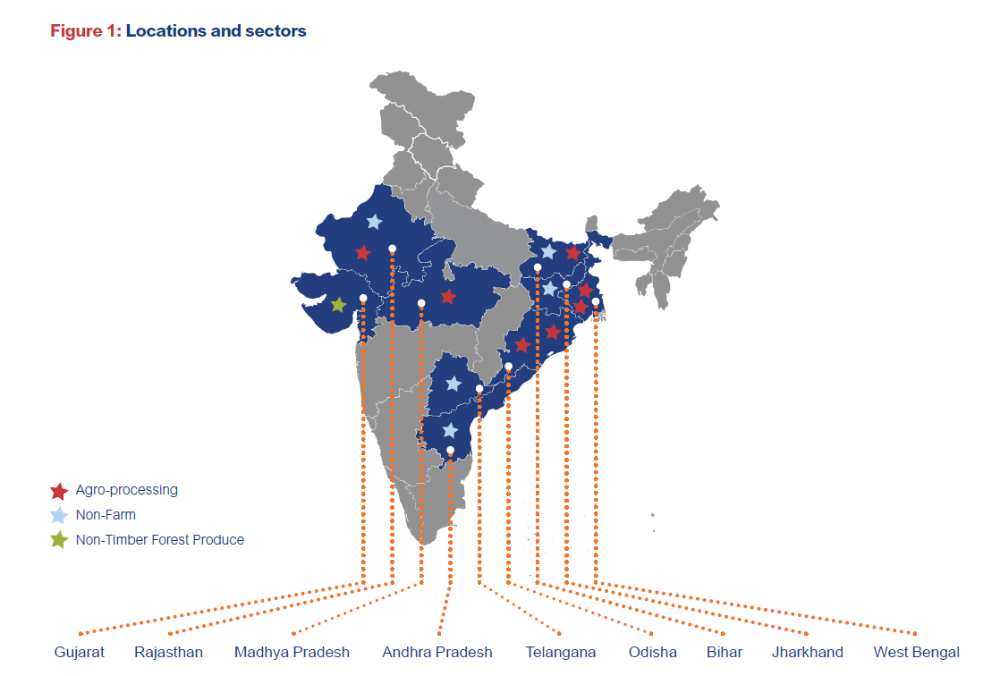 Figure 1: Locations and sectors
Agro-processing
Non-Farm
Non-Timber Forest Produce
Gujarat Rajasthan Madhya Pradesh Andhra Pradesh Telangana Odisha Bihar Jharkhand West Bengal